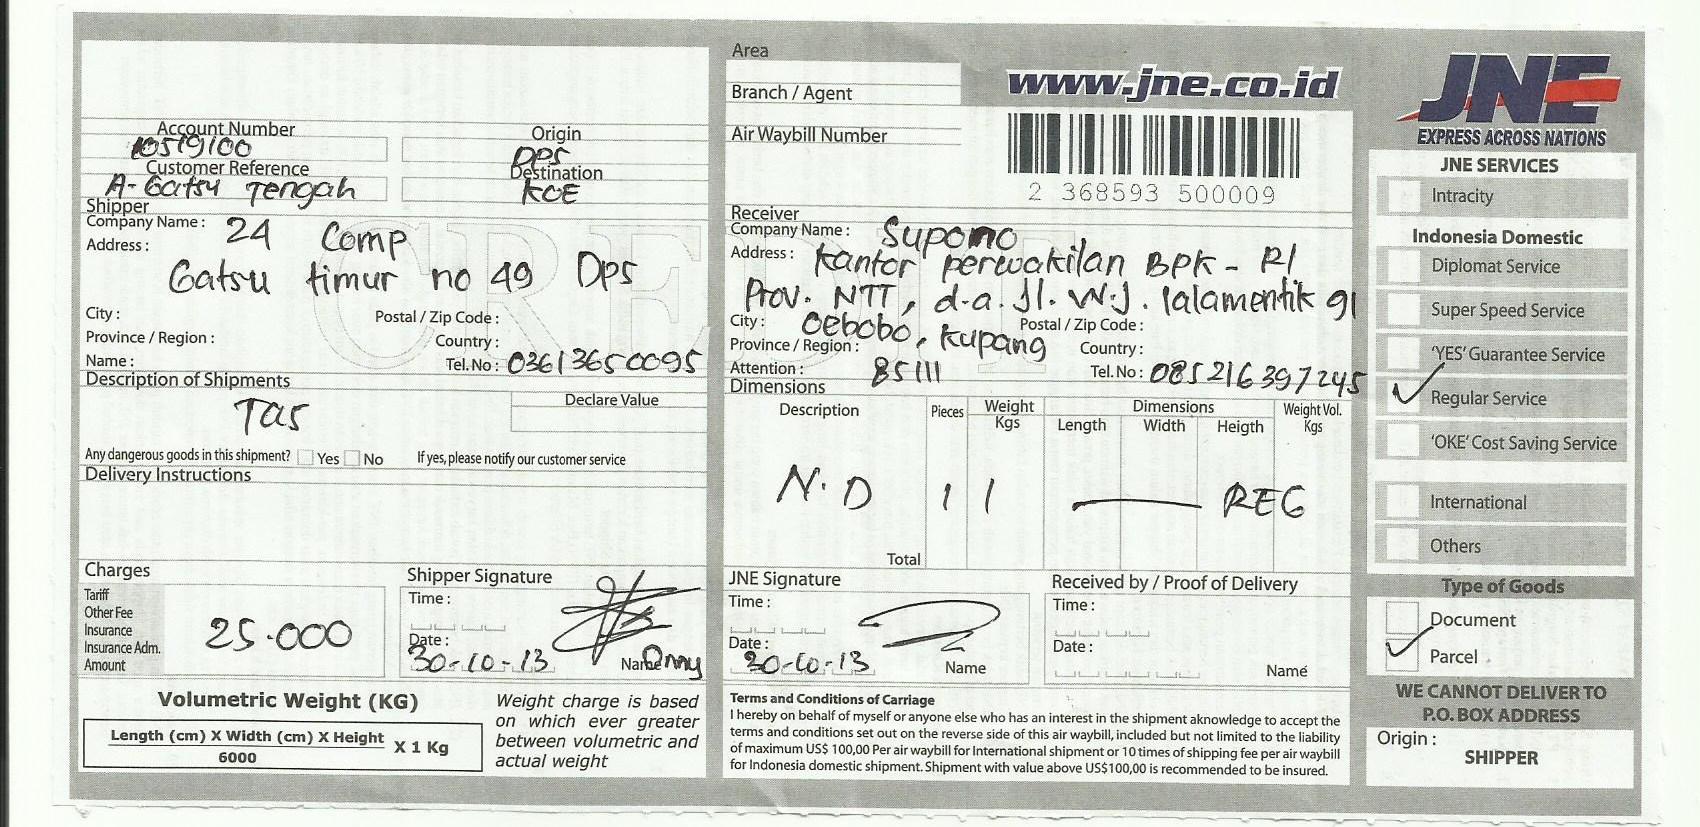 Account Number
10519100
Origin
DPS
Customer Reference
A- Gatsu Tengah
Destination
KOE
Shipper
Company Name : 24 Comp
Address : Gatsu timur no 49 Dps
City :
Postal / Zip Code :
Province / Region :
Country :
Name :
Tel. No : 03613650095
Description of Shipments
Tas
Declare Value
Any dangerous goods in this shipment? Yes No If yes, please notify our customer service
Delivery Instructions
Charges
Tariff
Other Fee
Insurance
Insurance Adm.
Amount
25.000
Shipper Signature
Time :
Date :
30-10-13
Name
Volumetric Weight (KG)
Length (cm) X Width (cm) X Height
6000
X 1 Kg
Weight charge is based
on which ever greater
between volumetric and
actual weight
Area
Branch / Agent
Air Waybill Number
www.jne.co.id
2 368593 500009
Receiver
Company Name : Supono
Address : kantor perwakilan BPK - RI
Prov. NTT, d.a. Jl. W.J. lalamentik 91
City : Oebobo, Kupang
Postal / Zip Code :
Province / Region :
Country :
Attention : 85111
Tel. No : 085216397245
Dimensions
Description Pieces Weight Kgs Dimensions Weight Vol. Kgs
Length Width Heigth
N.D 1 1 REG
Total
JNE Signature
Time :
Date :
30-10-13
Name
Received by / Proof of Delivery
Time :
Date :
Name
Terms and Conditions of Carriage
I hereby on behalf of myself or anyone else who has an interest in the shipment aknowledge to accept the
terms and conditions set out on the reverse side of this air waybill, included but not limited to the liability
of maximum US$ 100,00 Per air waybill for International shipment or 10 times of shipping fee per air waybill
for Indonesia domestic shipment. Shipment with value above US$100,00 is recommended to be insured.
JNE
EXPRESS ACROSS NATIONS
JNE SERVICES
Intracity
Indonesia Domestic
Diplomat Service
Super Speed Service
'YES' Guarantee Service
Regular Service
'OKE' Cost Saving Service
International
Others
Type of Goods
Document
Parcel
WE CANNOT DELIVER TO
P.O. BOX ADDRESS
Origin :
SHIPPER